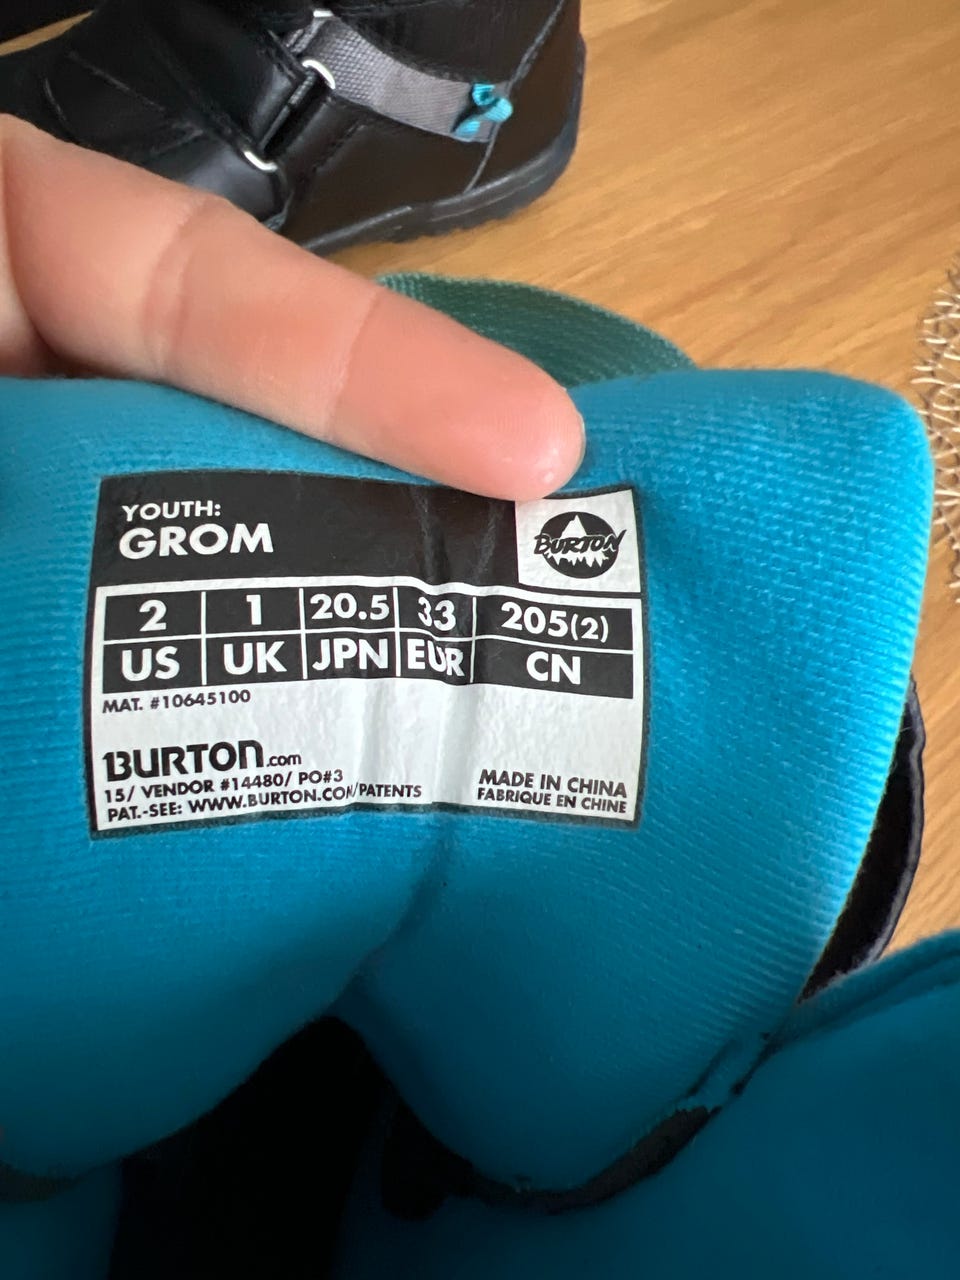 YOUTH:
GROM
BURTON
2 1 20.5 33 205(2)
US UK JPN EUR CN
MAT. #10645100
BURTON.com
15/ VENDOR #14480/ PO#3
PAT.-SEE: WWW.BURTON.COM/PATENTS
MADE IN CHINA
FABRIQUE EN CHINE